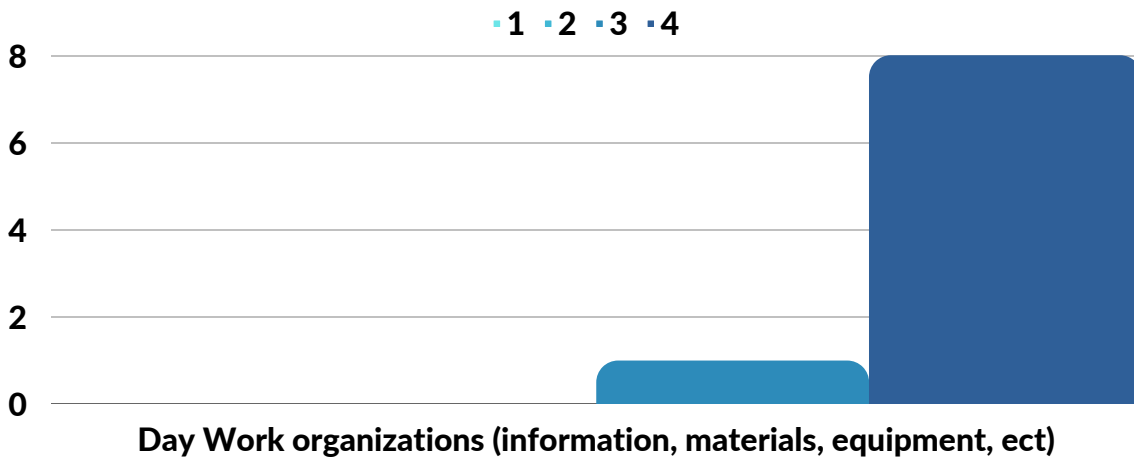 1 2 3 4
8
6
4
2
0
Day Work organizations (information, materials, equipment, ect)